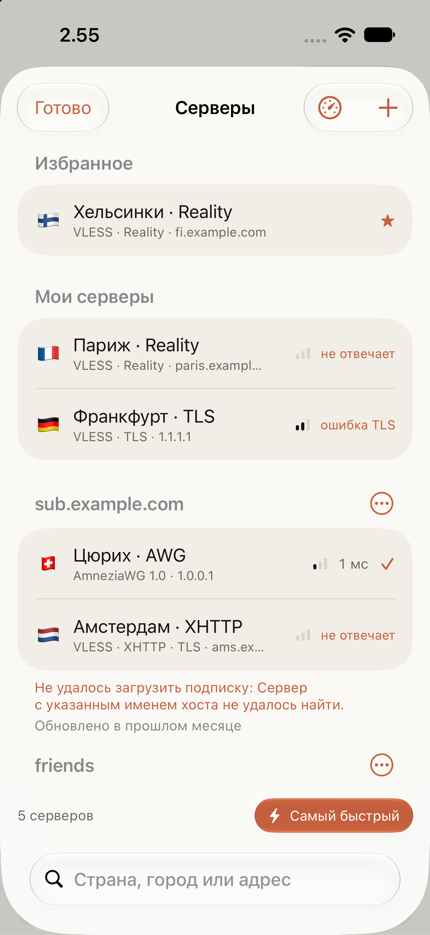 2.55
Готово
Серверы
Избранное
Хельсинки · Reality
VLESS · Reality · fi.example.com
Мои серверы
Париж · Reality
VLESS · Reality · paris.exampl...
не отвечает
Франкфурт · TLS
VLESS · TLS · 1.1.1.1
ошибка TLS
sub.example.com
Цюрих · AWG
AmneziaWG 1.0 · 1.0.0.1
1 мс
Амстердам · XHTTP
VLESS · XHTTP · TLS · ams.ex...
не отвечает
Не удалось загрузить подписку: Сервер
с указанным именем хоста не удалось найти.
Обновлено в прошлом месяце
friends
5 серверов
Самый быстрый
Страна, город или адрес